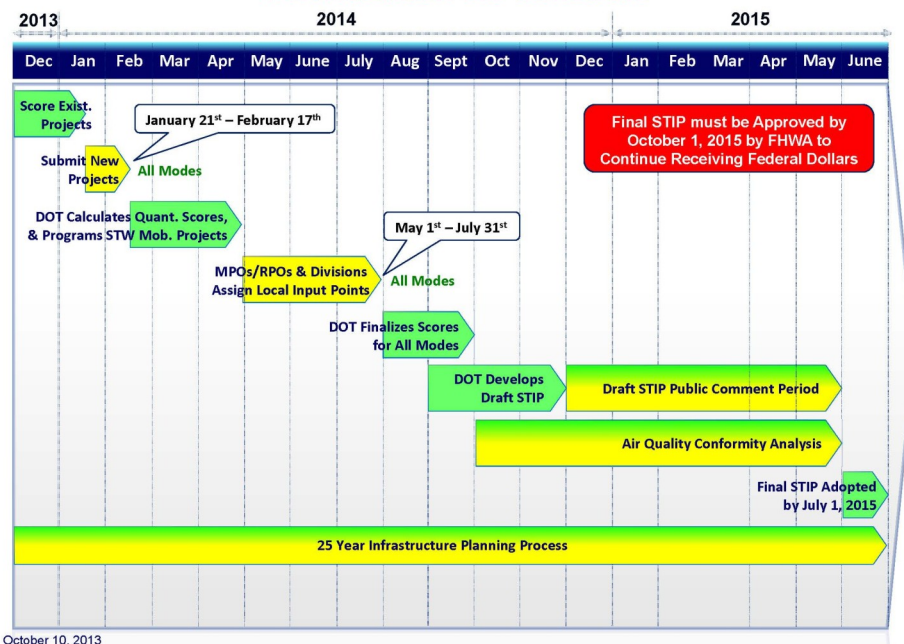 2013 2014 2015
Dec Jan Feb Mar Apr May June July Aug Sept Oct Nov Dec Jan Feb Mar Apr May June
Score Exist.
Projects
January 21st – February 17th
Final STIP must be Approved by
October 1, 2015 by FHWA to
Continue Receiving Federal Dollars
Submit New
Projects
All Modes
DOT Calculates Quant. Scores,
& Programs STW Mob. Projects
May 1st – July 31st
MPOs/RPOs & Divisions
Assign Local Input Points
All Modes
DOT Finalizes Scores
for All Modes
DOT Develops
Draft STIP
Draft STIP Public Comment Period
Air Quality Conformity Analysis
Final STIP Adopted
by July 1, 2015
25 Year Infrastructure Planning Process
October 10, 2013